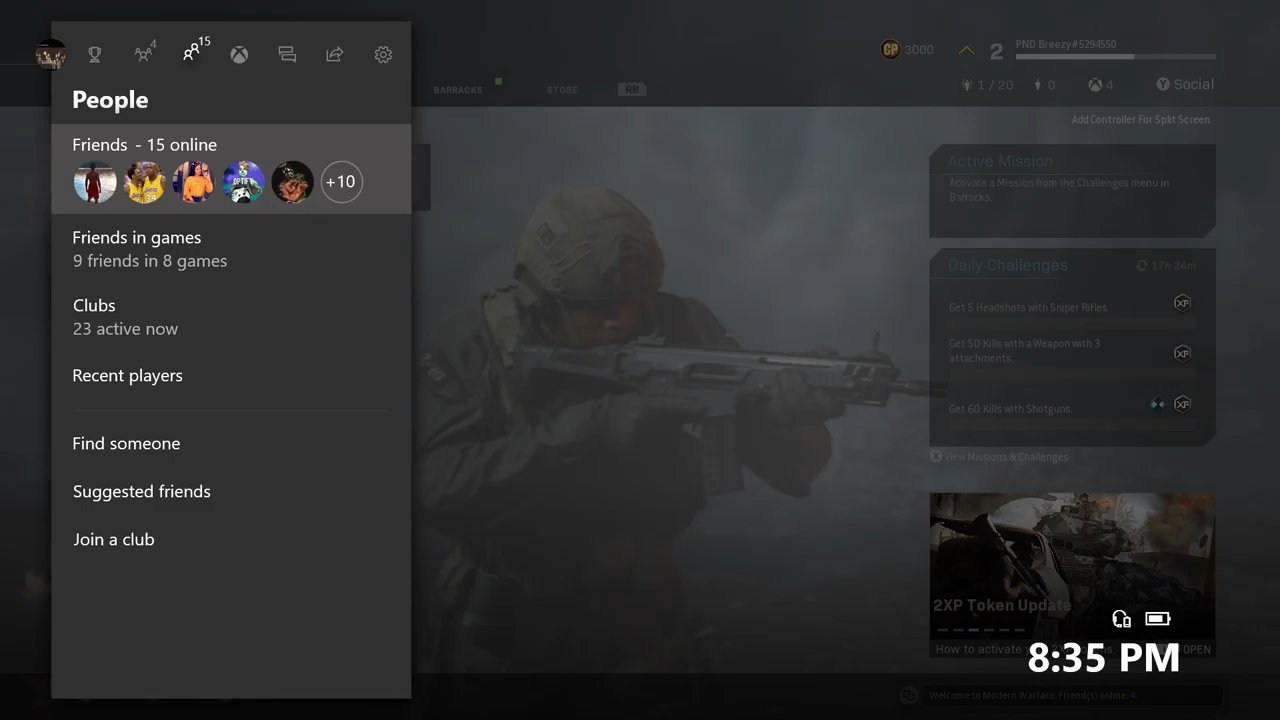 4
15
People
Friends - 15 online
+10
Friends in games
9 friends in 8 games
Clubs
23 active now
Recent players
Find someone
Suggested friends
Join a club
BARRACKS
STORE
RB
CP 3000
2
PND Breezy#5294550
1 / 20
0
4
Y Social
Add Controller For Split Screen
Active Mission
Activate a Mission from the Challenges menu in
Barracks.
Daily Challenges
17h 24m
Get 5 Headshots with Sniper Rifles.
XP
Get 50 Kills with a Weapon with 3
attachments.
XP
Get 60 Kills with Shotguns.
XP
X View Missions & Challenges
2XP Token Update
How to activate
OPEN
8:35 PM
Welcome to Modern Warfare. Friend(s) online: 4.